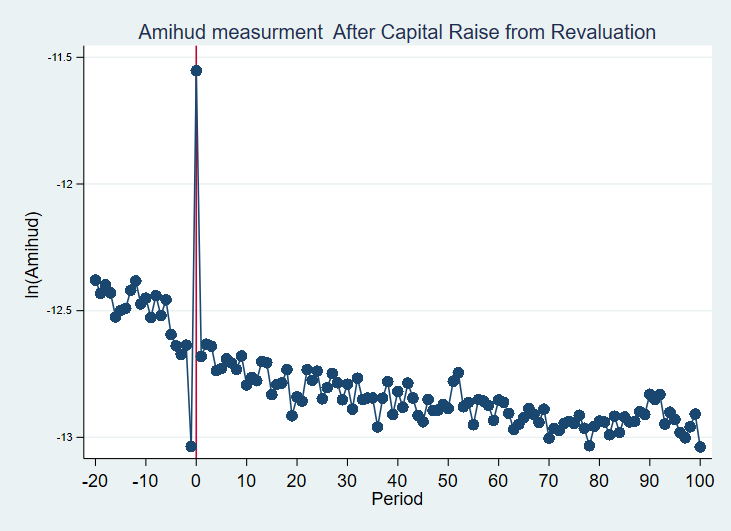 Amihud measurment  After Capital Raise from Revaluation
-11.5
-12
-12.5
-13
ln(Amihud)
-20 -10 0 10 20 30 40 50 60 70 80 90 100
Period